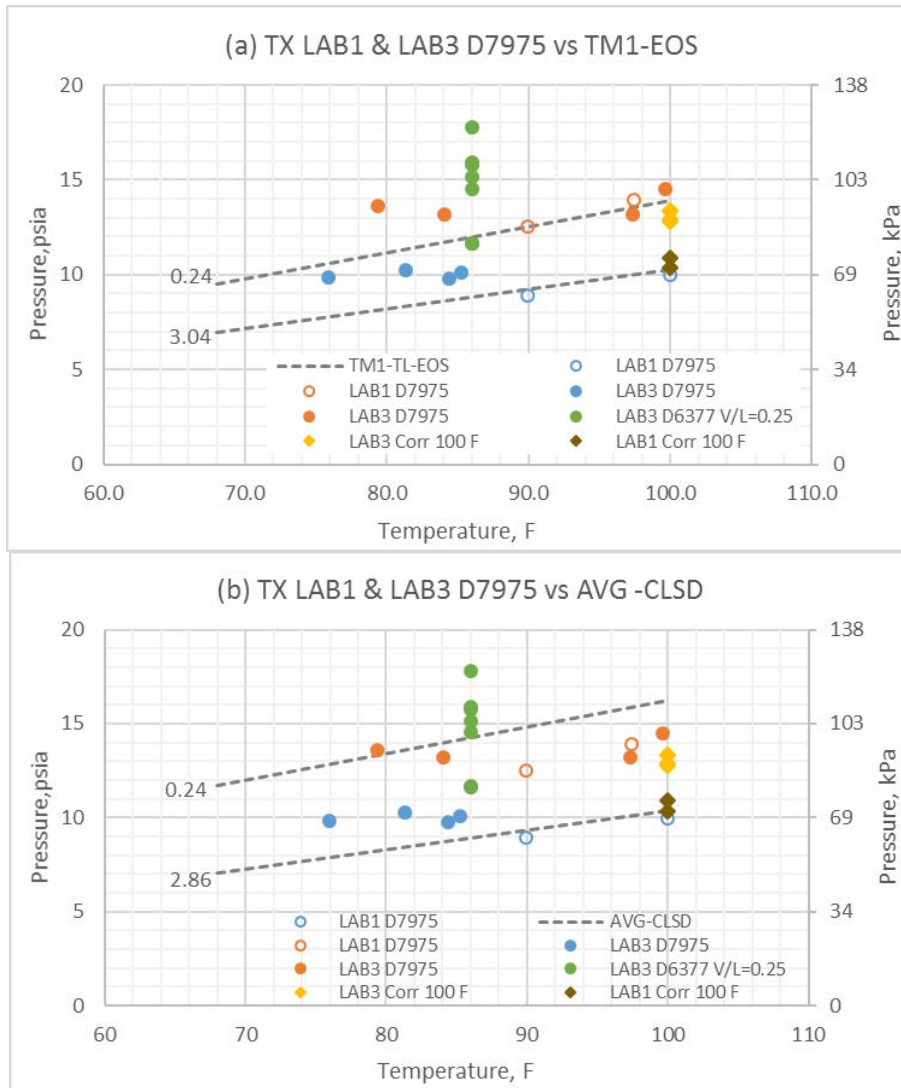 (a) TX LAB1 & LAB3 D7975 vs TM1-EOS
20 138
15 103
10 69
5 34
0 0
0.24
3.04
Pressure,psia
Pressure, kPa
TM1-TL-EOS LAB1 D7975
LAB1 D7975 LAB3 D7975
LAB3 D7975 LAB3 D6377 V/L=0.25
LAB3 Corr 100 F LAB1 Corr 100 F
60.0 70.0 80.0 90.0 100.0 110.0
Temperature, F
(b) TX LAB1 & LAB3 D7975 vs AVG -CLSD
20 138
15 103
10 69
5 34
0 0
0.24
2.86
Pressure,psia
Pressure, kPa
LAB1 D7975 AVG-CLSD
LAB1 D7975 LAB3 D7975
LAB3 D7975 LAB3 D6377 V/L=0.25
LAB3 Corr 100 F LAB1 Corr 100 F
60 70 80 90 100 110.0
Temperature, F